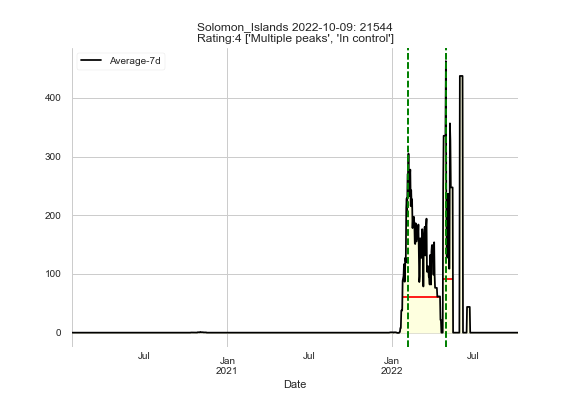 Solomon_Islands 2022-10-09: 21544
Rating:4 ['Multiple peaks', 'In control']
Average-7d
400
300
200
100
0
Jul
Jan
2021
Jul
Jan
2022
Jul
Date